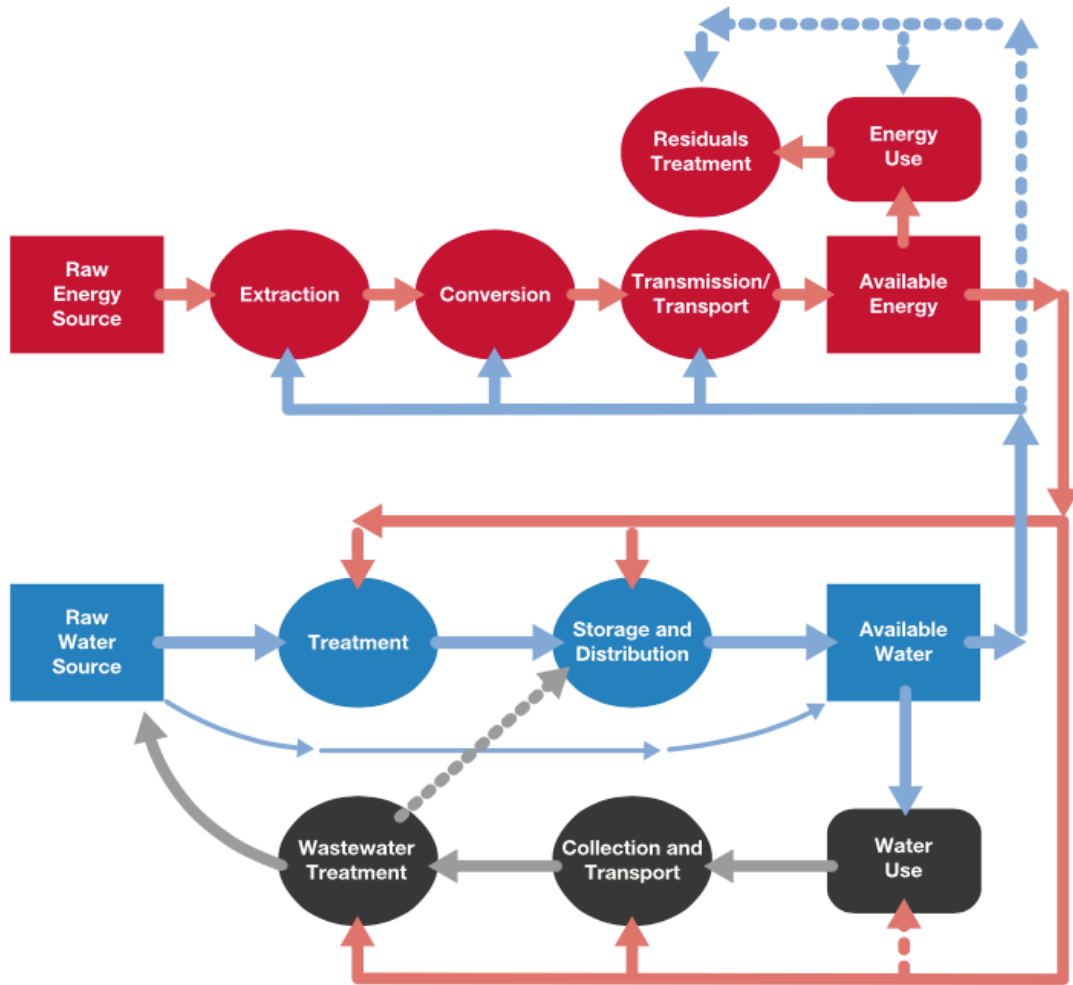 Residuals
Treatment
Energy
Use
Raw
Energy
Source
Extraction
Conversion
Transmission/
Transport
Available
Energy
Raw
Water
Source
Treatment
Storage and
Distribution
Available
Water
Wastewater
Treatment
Collection and
Transport
Water
Use